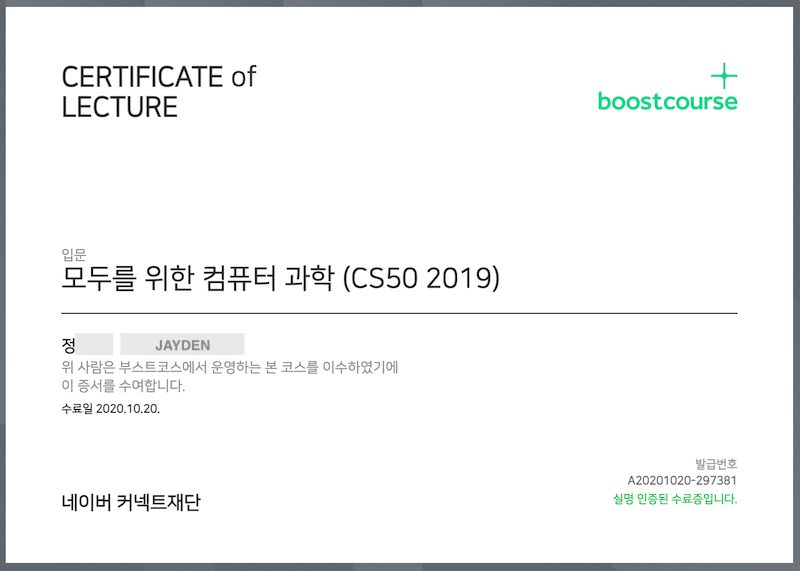 CERTIFICATE of
LECTURE
boostcourse
입문
모두를 위한 컴퓨터 과학 (CS50 2019)
정 JAYDEN
위 사람은 부스트코스에서 운영하는 본 코스를 이수하였기에
이 증서를 수여합니다.
수료일 2020.10.20.
발급번호
A20201020-297381
실명 인증된 수료증입니다.
네이버 커넥트재단